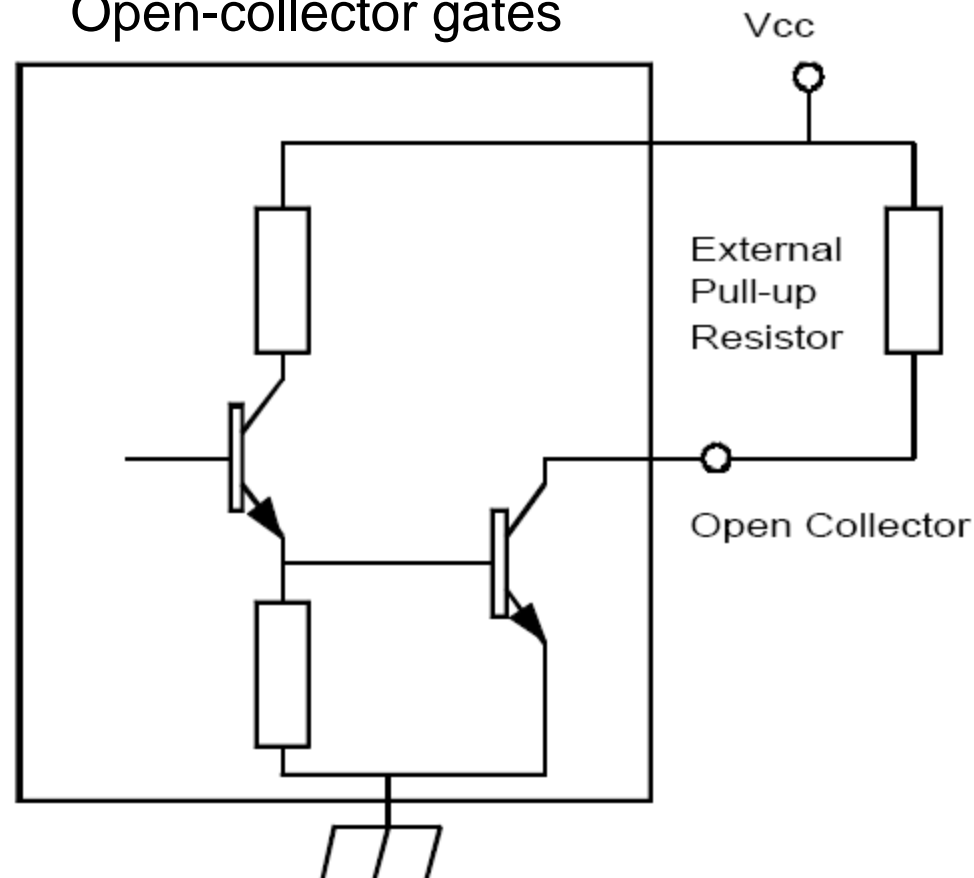 Open-collector gates
Vcc
External
Pull-up
Resistor
Open Collector